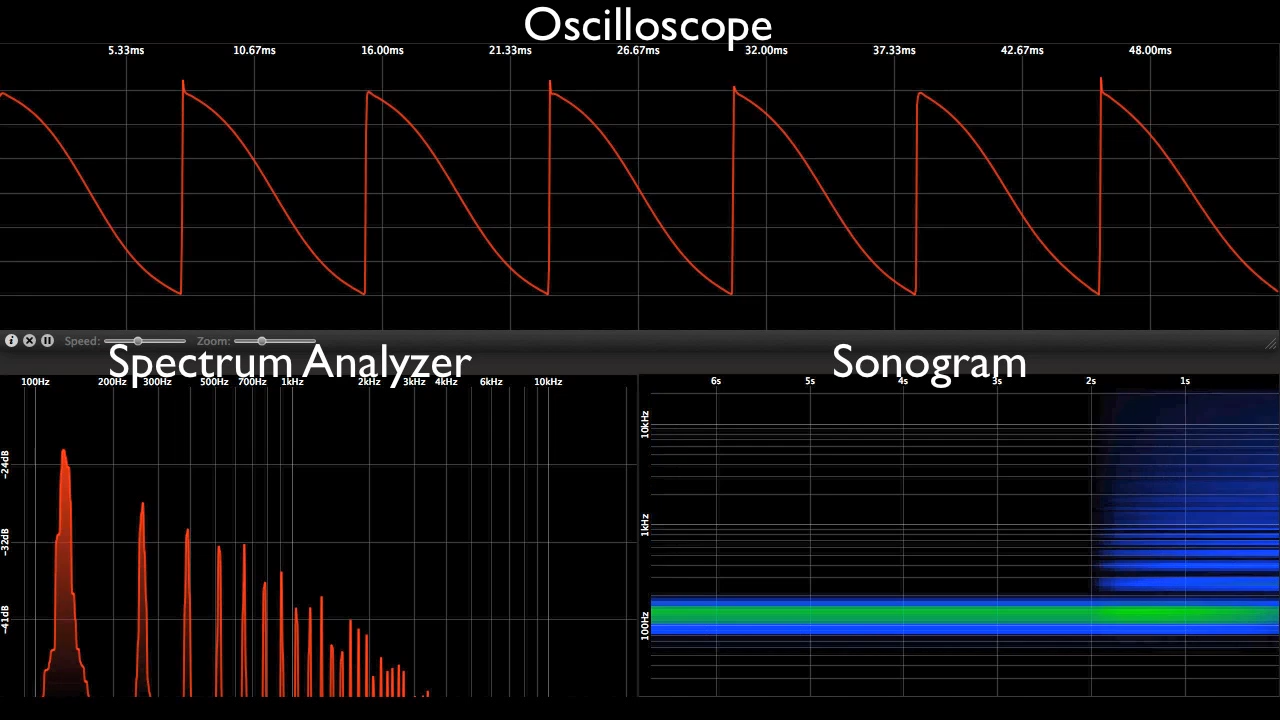 Oscilloscope
5.33ms 10.67ms 16.00ms 21.33ms 26.67ms 32.00ms 37.33ms 42.67ms 48.00ms
i Speed: Zoom:
Spectrum Analyzer
100Hz 200Hz 300Hz 500Hz 700Hz 1kHz 2kHz 3kHz 4kHz 6kHz 10kHz
-24dB
-32dB
-41dB
Sonogram
6s 5s 4s 3s 2s 1s
10kHz
1kHz
100Hz